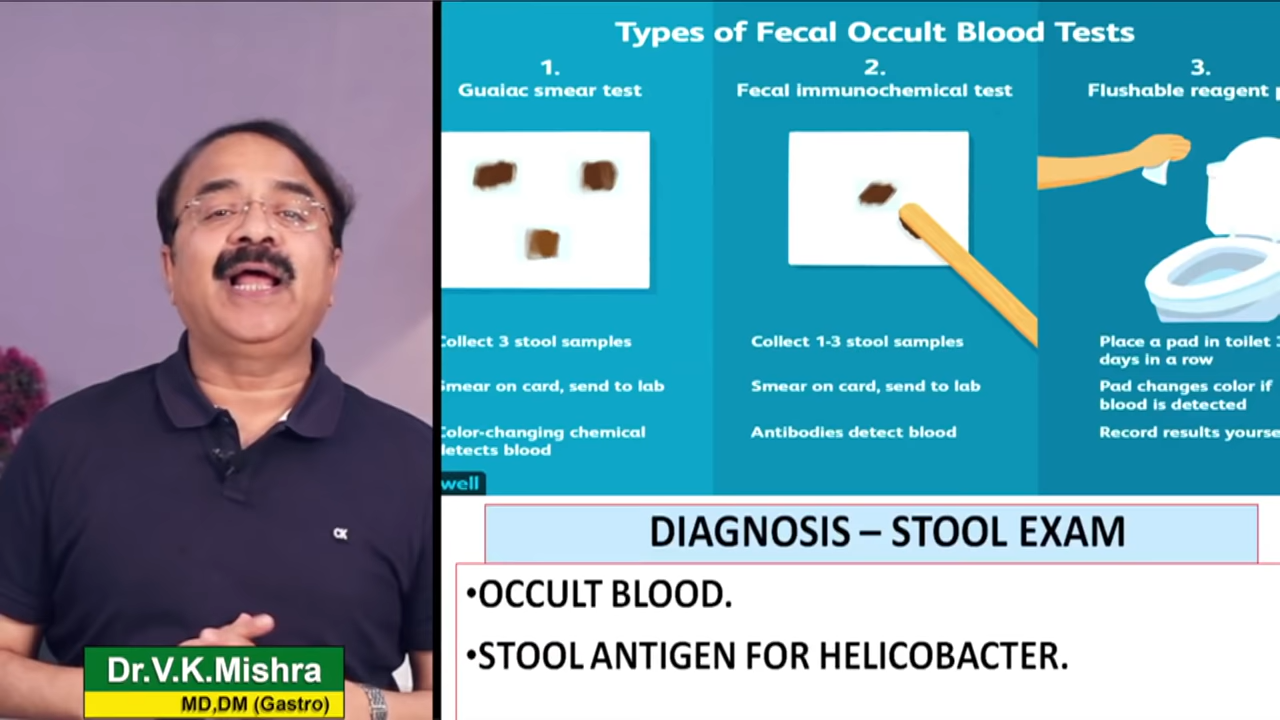 Types of Fecal Occult Blood Tests
1.
Guaiac smear test
Collect 3 stool samples
Smear on card, send to lab
Color-changing chemical
detects blood
well
2.
Fecal immunochemical test
Collect 1-3 stool samples
Smear on card, send to lab
Antibodies detect blood
3.
Flushable reagent
Place a pad in toilet
days in a row
Pad changes color if
blood is detected
Record results
DIAGNOSIS – STOOL EXAM
•OCCULT BLOOD.
•STOOL ANTIGEN FOR HELICOBACTER.
Dr.V.K.Mishra
MD,DM (Gastro)